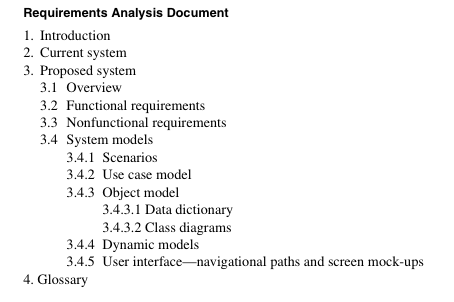 Requirements Analysis Document
1. Introduction
2. Current system
3. Proposed system
3.1 Overview
3.2 Functional requirements
3.3 Nonfunctional requirements
3.4 System models
3.4.1 Scenarios
3.4.2 Use case model
3.4.3 Object model
3.4.3.1 Data dictionary
3.4.3.2 Class diagrams
3.4.4 Dynamic models
3.4.5 User interface—navigational paths and screen mock-ups
4. Glossary